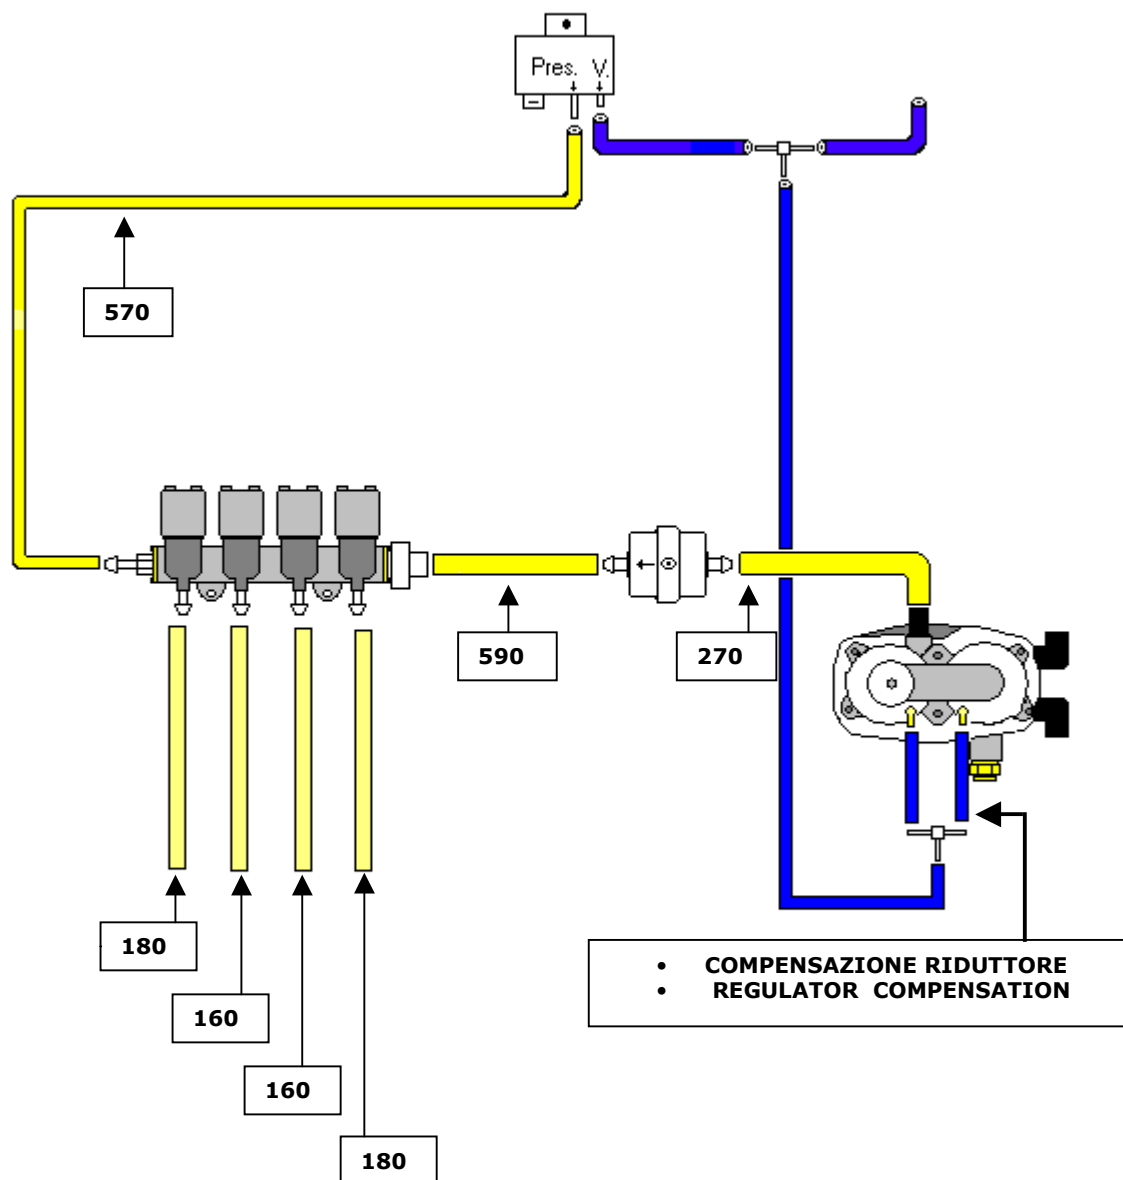 Pres. V.
570
590
270
180
160
160
180
• COMPENSAZIONE RIDUTTORE
• REGULATOR COMPENSATION